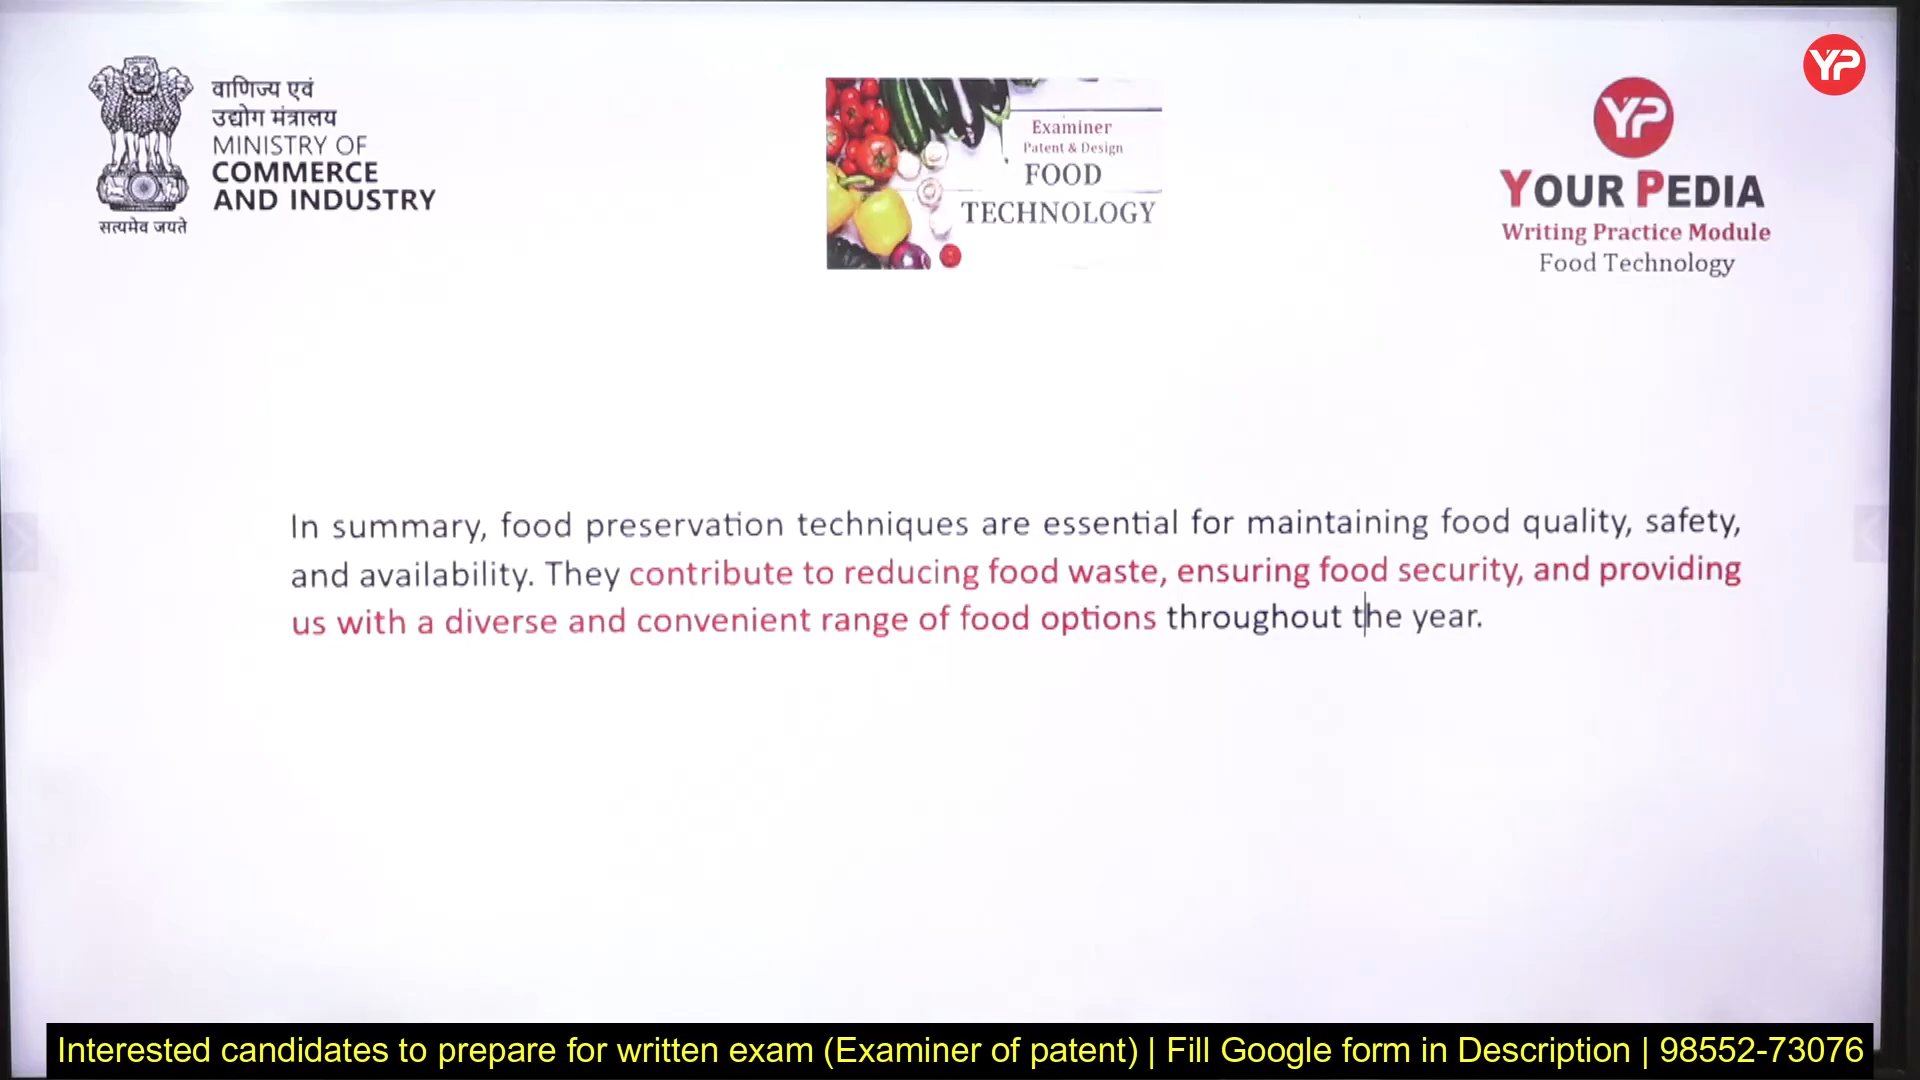 वाणिज्य एवं
उद्योग मंत्रालय
MINISTRY OF
COMMERCE
AND INDUSTRY
सत्यमेव जयते
Examiner
Patent & Design
FOOD
TECHNOLOGY
YP
YP
YOUR PEDIA
Writing Practice Module
Food Technology
In summary, food preservation techniques are essential for maintaining food quality, safety,
and availability. They contribute to reducing food waste, ensuring food security, and providing
us with a diverse and convenient range of food options throughout the year.
Interested candidates to prepare for written exam (Examiner of patent) | Fill Google form in Description | 98552-73076